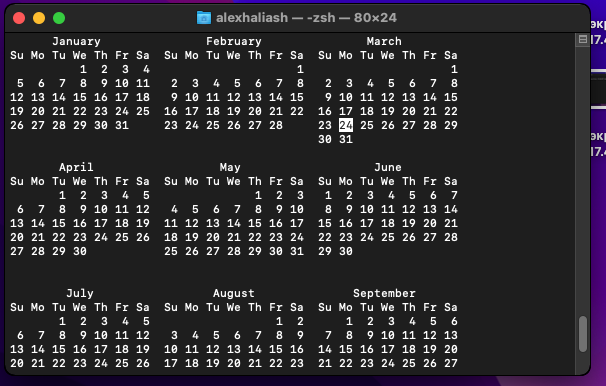 alexhaliash — -zsh — 80×24
      January               February               March
Su Mo Tu We Th Fr Sa  Su Mo Tu We Th Fr Sa  Su Mo Tu We Th Fr Sa
          1  2  3  4                     1                     1
 5  6  7  8  9 10 11   2  3  4  5  6  7  8   2  3  4  5  6  7  8
12 13 14 15 16 17 18   9 10 11 12 13 14 15   9 10 11 12 13 14 15
19 20 21 22 23 24 25  16 17 18 19 20 21 22  16 17 18 19 20 21 22
26 27 28 29 30 31     23 24 25 26 27 28     23 24 25 26 27 28 29
                                            30 31
       April                  May                   June
Su Mo Tu We Th Fr Sa  Su Mo Tu We Th Fr Sa  Su Mo Tu We Th Fr Sa
       1  2  3  4  5               1  2  3   1  2  3  4  5  6  7
 6  7  8  9 10 11 12   4  5  6  7  8  9 10   8  9 10 11 12 13 14
13 14 15 16 17 18 19  11 12 13 14 15 16 17  15 16 17 18 19 20 21
20 21 22 23 24 25 26  18 19 20 21 22 23 24  22 23 24 25 26 27 28
27 28 29 30           25 26 27 28 29 30 31  29 30
        July                 August              September
Su Mo Tu We Th Fr Sa  Su Mo Tu We Th Fr Sa  Su Mo Tu We Th Fr Sa
       1  2  3  4  5                  1  2      1  2  3  4  5  6
 6  7  8  9 10 11 12   3  4  5  6  7  8  9   7  8  9 10 11 12 13
13 14 15 16 17 18 19  10 11 12 13 14 15 16  14 15 16 17 18 19 20
20 21 22 23 24 25 26  17 18 19 20 21 22 23  21 22 23 24 25 26 27